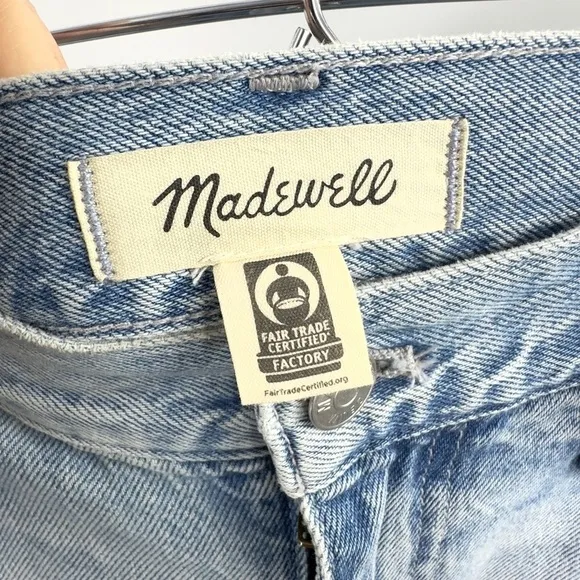 Madewell
FAIR TRADE
CERTIFIED
FACTORY
FairTradeCertified.org